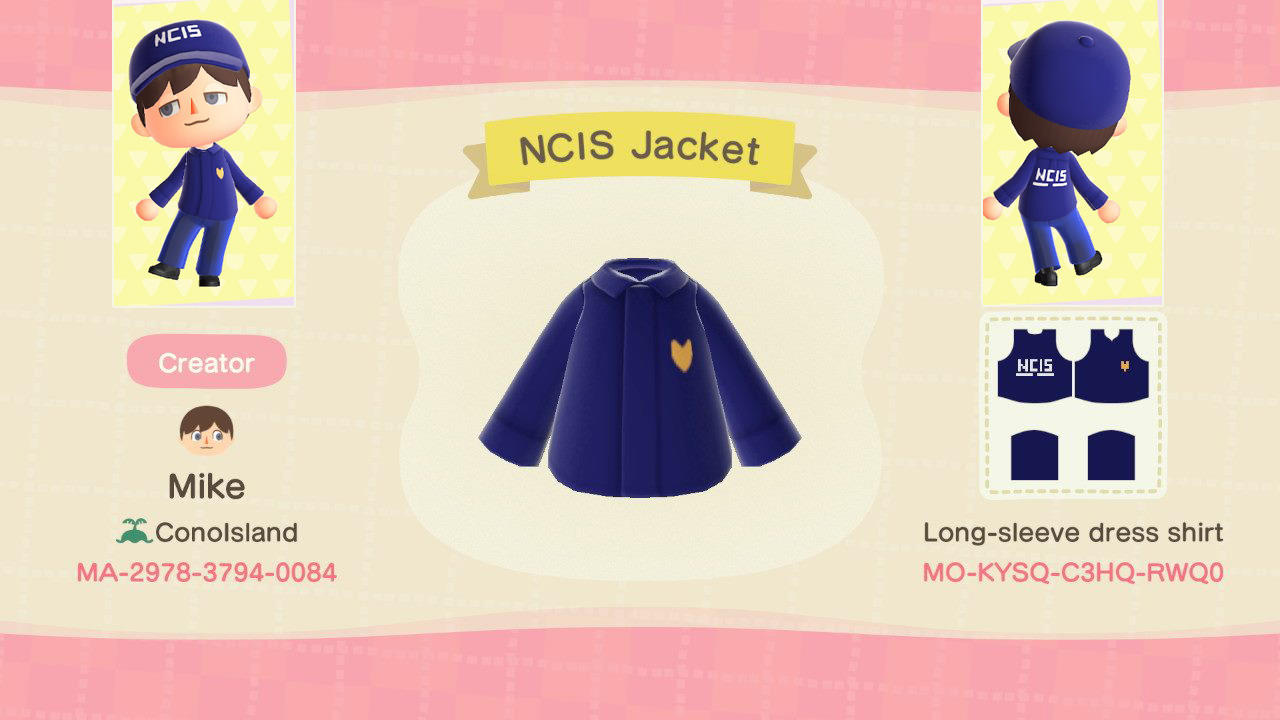 NCIS
NCIS Jacket
NCIS
Creator
NCIS
Mike
ConoIsland
Long-sleeve dress shirt
MA-2978-3794-0084
MO-KYSQ-C3HQ-RWQ0